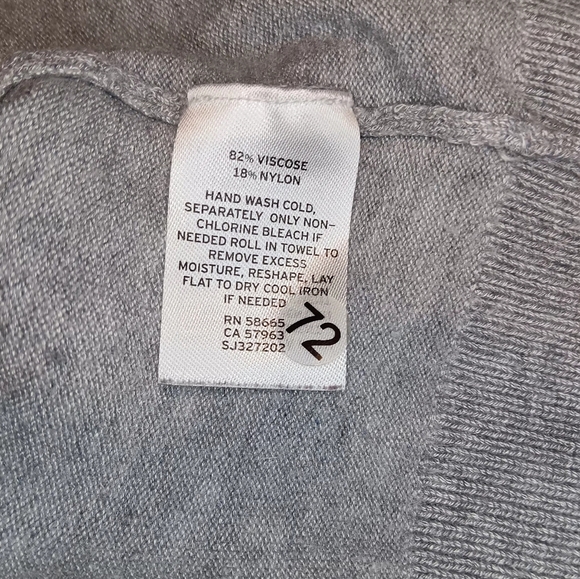 82% VISCOSE
18% NYLON
HAND WASH COLD,
SEPARATELY ONLY NON-
CHLORINE BLEACH IF
NEEDED ROLL IN TOWEL TO
REMOVE EXCESS
MOISTURE, RESHAPE, LAY
FLAT TO DRY COOL IRON
IF NEEDED
RN 58665
CA 57963
SJ327202
72